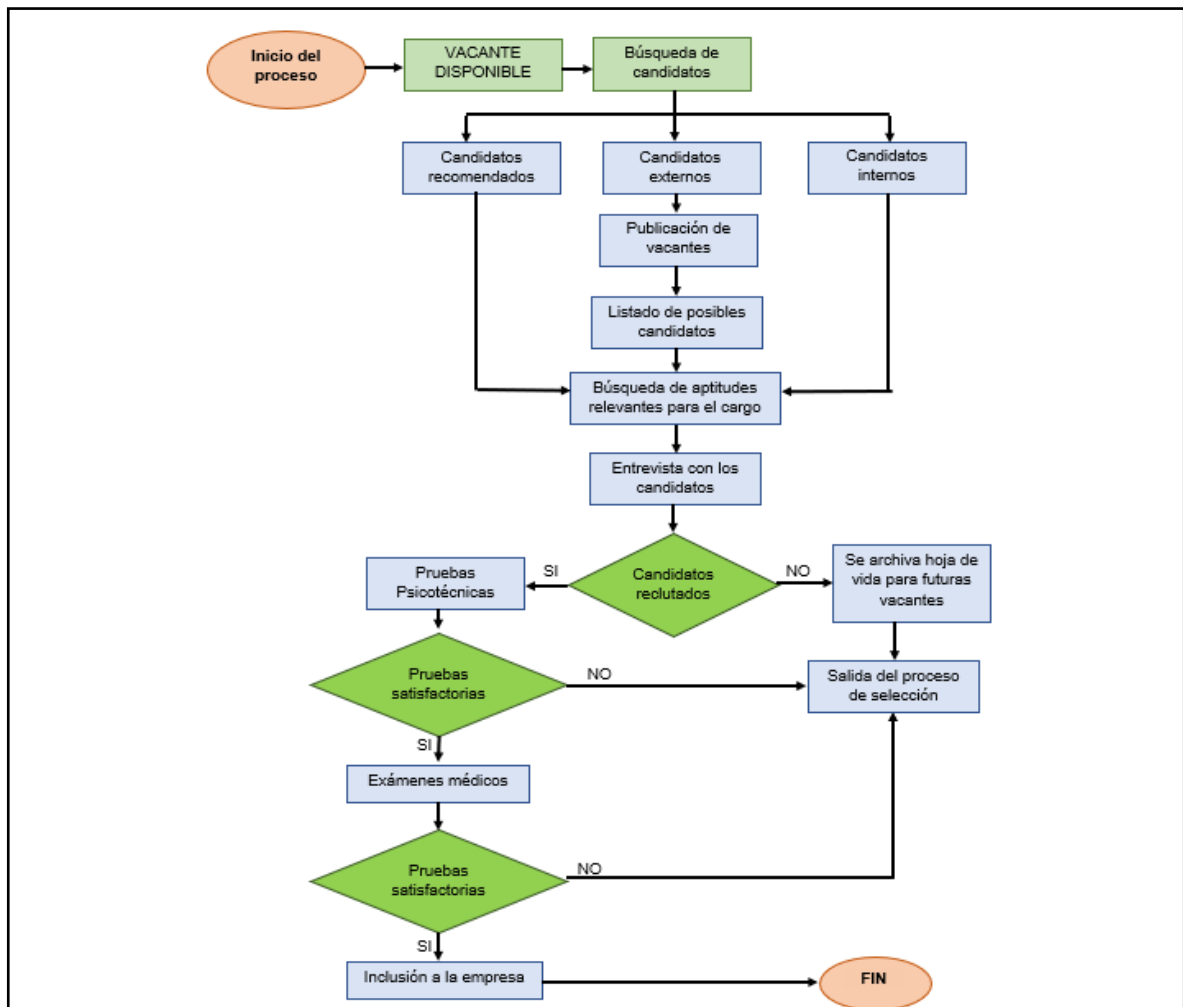 Inicio del
proceso
VACANTE
DISPONIBLE
Búsqueda de
candidatos
Candidatos
recomendados
Candidatos
externos
Candidatos
internos
Publicación de
vacantes
Listado de posibles
candidatos
Búsqueda de aptitudes
relevantes para el cargo
Entrevista con los
candidatos
Candidatos
reclutados
SI
NO
Pruebas
Psicotécnicas
Se archiva hoja de
vida para futuras
vacantes
Pruebas
satisfactorias
NO
Salida del proceso
de selección
SI
Exámenes médicos
Pruebas
satisfactorias
NO
SI
Inclusión a la empresa
FIN